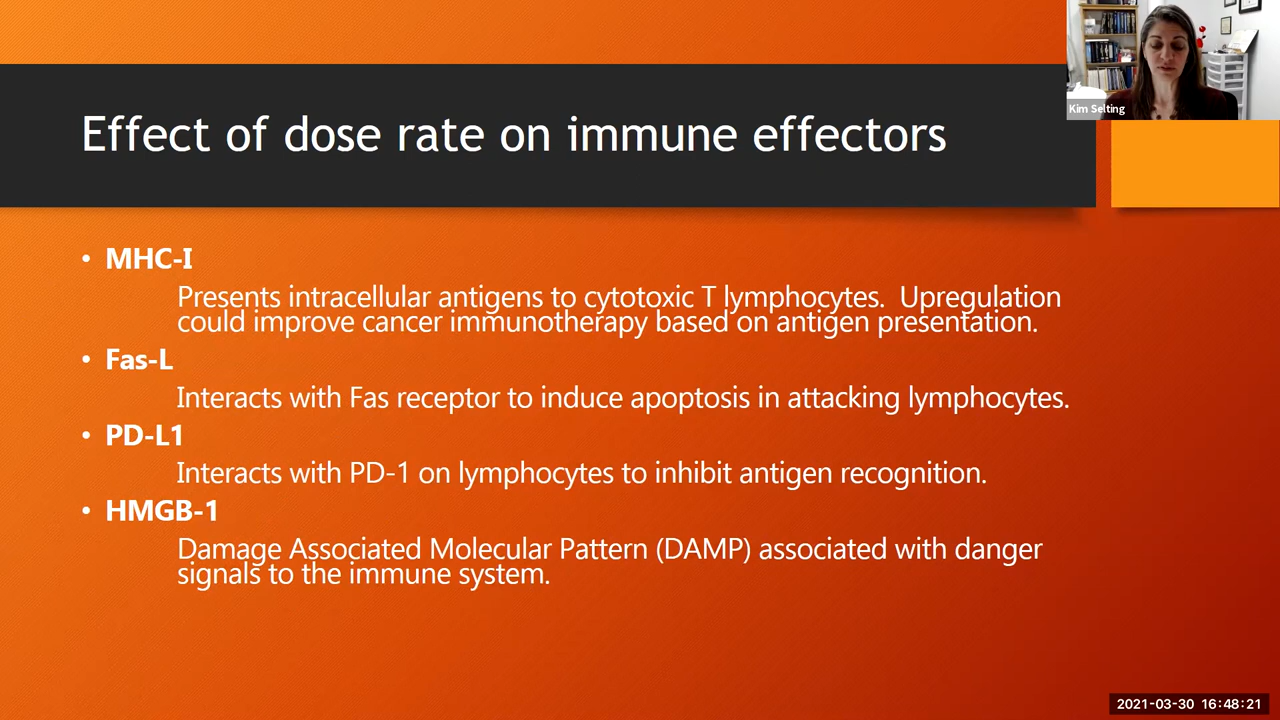 Kim Selting
Effect of dose rate on immune effectors
• MHC-I
Presents intracellular antigens to cytotoxic T lymphocytes.  Upregulation
could improve cancer immunotherapy based on antigen presentation.
• Fas-L
Interacts with Fas receptor to induce apoptosis in attacking lymphocytes.
• PD-L1
Interacts with PD-1 on lymphocytes to inhibit antigen recognition.
• HMGB-1
Damage Associated Molecular Pattern (DAMP) associated with danger
signals to the immune system.
2021-03-30 16:48:21